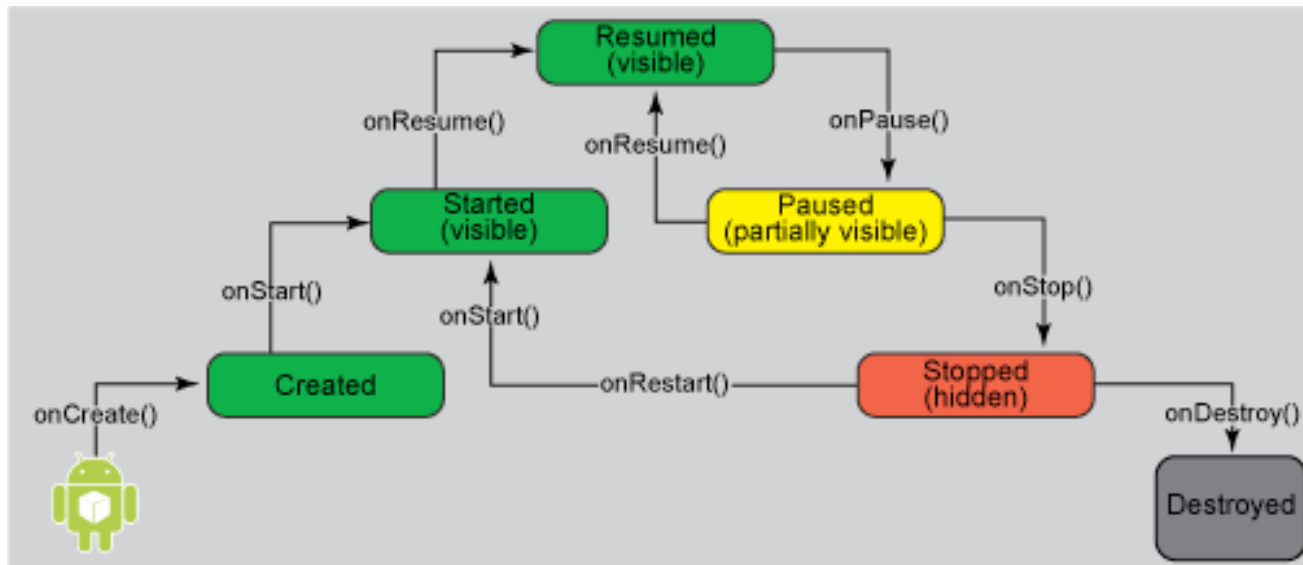 Resumed
(visible)
onResume()
onResume()
onPause()
Started
(visible)
Paused
(partially visible)
onStart()
onStart()
onStop()
Created
onRestart()
Stopped
(hidden)
onCreate()
onDestroy()
Destroyed